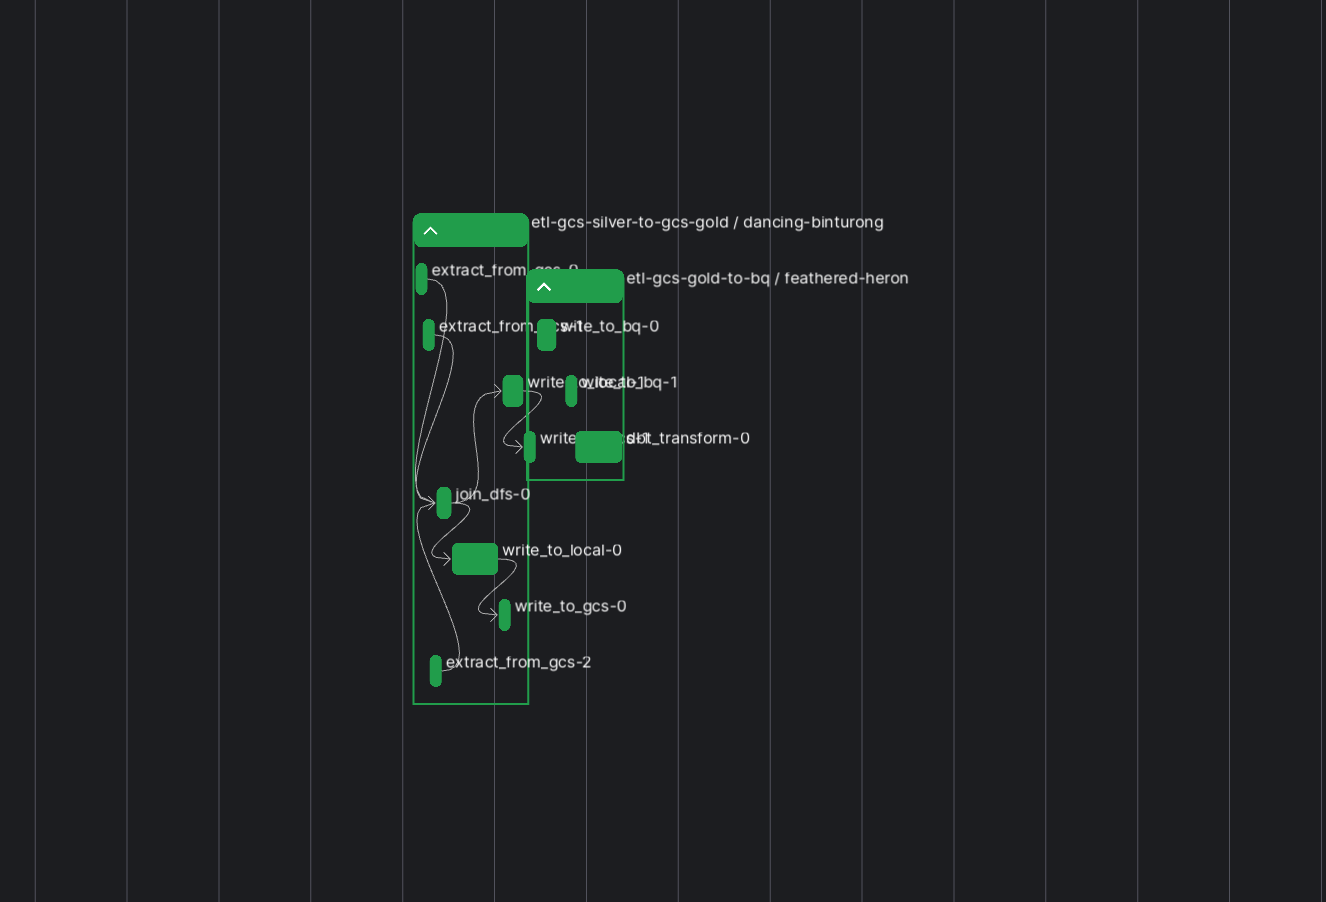 etl-gcs-silver-to-gcs-gold / dancing-binturong
extract_from_gcs-0
etl-gcs-gold-to-bq / feathered-heron
extract_from_gcs-1
write_to_bq-0
write_to_local-1
write_to_bq-1
write_to_gcs-1
dbt_transform-0
join_dfs-0
write_to_local-0
write_to_gcs-0
extract_from_gcs-2